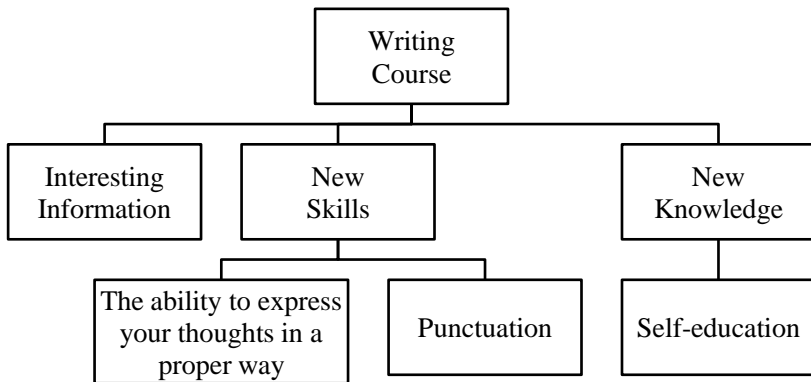 Writing
Course
Interesting
Information
New
Skills
New
Knowledge
The ability to express
your thoughts in a
proper way
Punctuation
Self-education